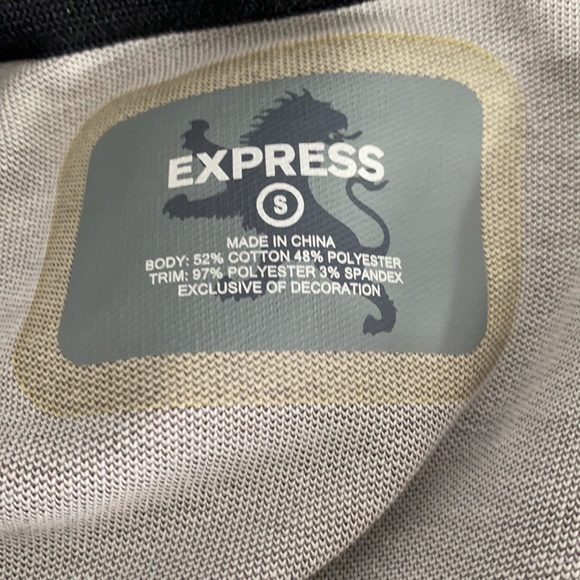 EXPRESS
S
MADE IN CHINA
BODY: 52% COTTON 48% POLYESTER
TRIM: 97% POLYESTER 3% SPANDEX
EXCLUSIVE OF DECORATION